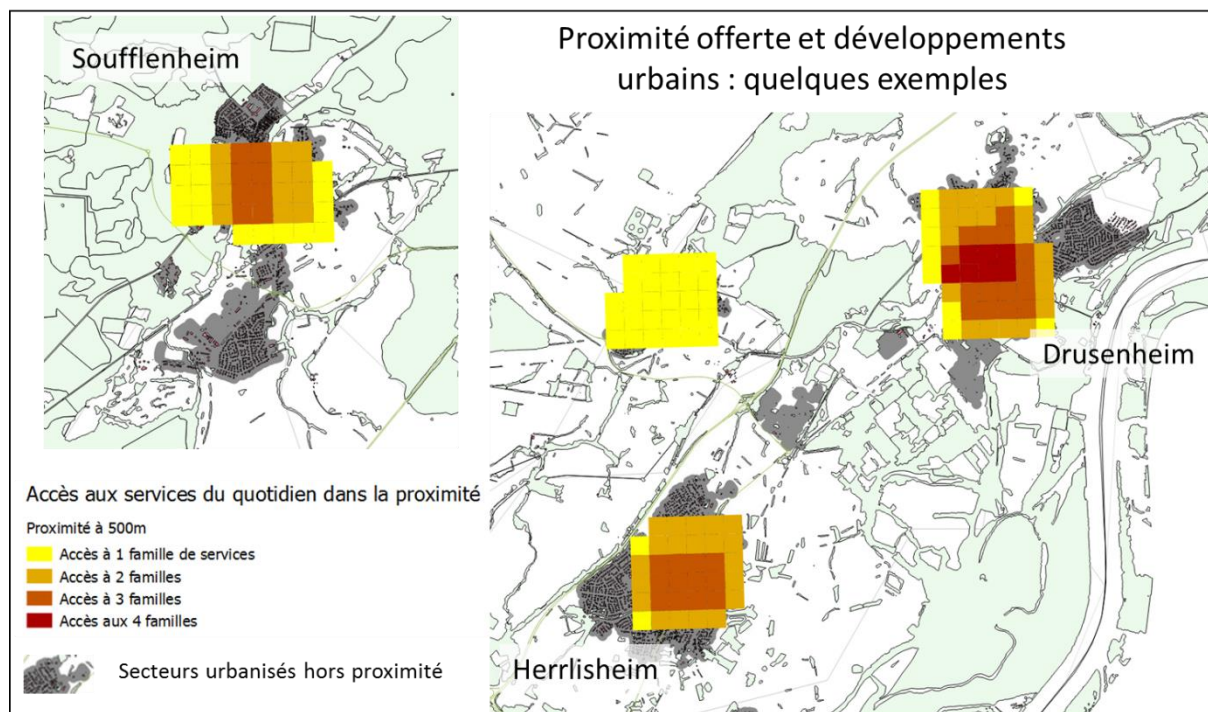 Soufflenheim
Proximité offerte et développements
urbains : quelques exemples
Drusenheim
Herrlisheim
Accès aux services du quotidien dans la proximité
Proximité à 500m
Accès à 1 famille de services
Accès à 2 familles
Accès à 3 familles
Accès aux 4 familles
Secteurs urbanisés hors proximité